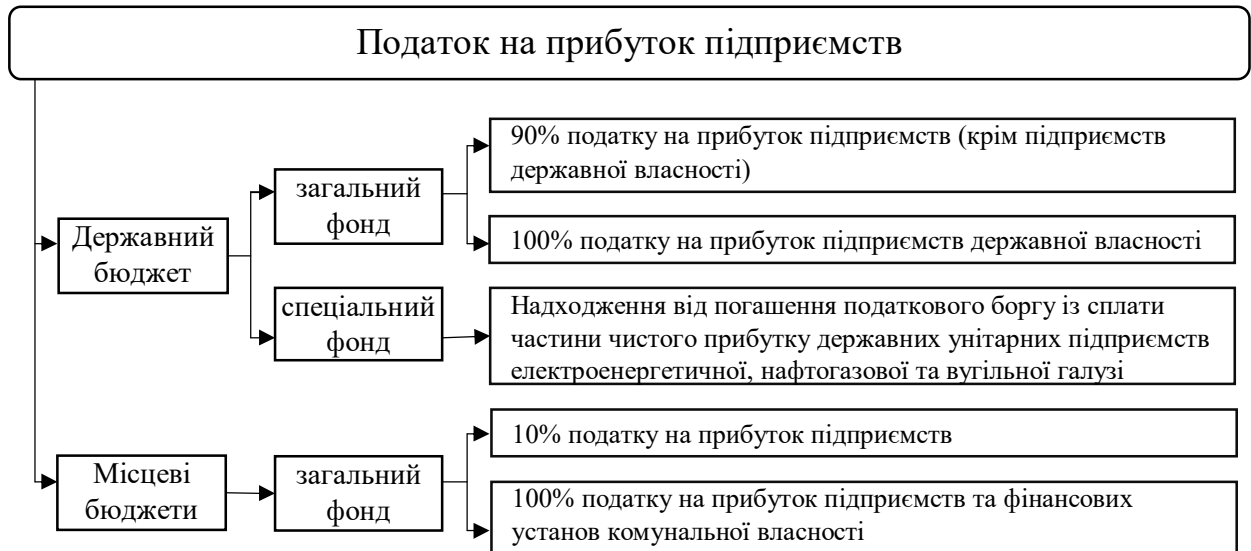 Податок на прибуток підприємств
90% податку на прибуток підприємств (крім підприємств
державної власності)
загальний
фонд
Державний
бюджет
100% податку на прибуток підприємств державної власності
спеціальний
фонд
Надходження від погашення податкового боргу із сплати
частини чистого прибутку державних унітарних підприємств
електроенергетичної, нафтогазової та вугільної галузі
Місцеві
бюджети
загальний
фонд
10% податку на прибуток підприємств
100% податку на прибуток підприємств та фінансових
установ комунальної власності